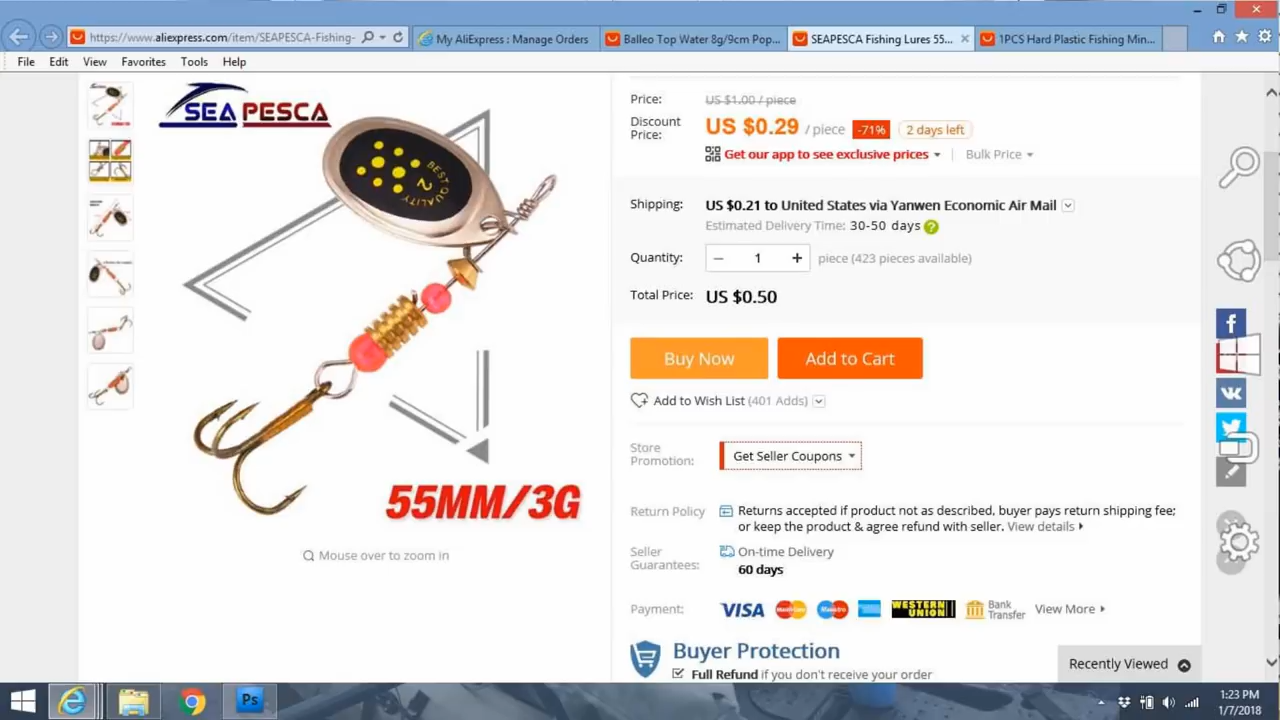 https://www.aliexpress.com/item/SEAPESCA-Fishing-
My AliExpress : Manage Orders
Balleo Top Water 8g/9cm Pop...
SEAPESCA Fishing Lures 55...
1PCS Hard Plastic Fishing Min...
File Edit View Favorites Tools Help
SEA PESCA
BEST QUALITY
2
55MM/3G
Mouse over to zoom in
Price: US $1.00 / piece
Discount Price: US $0.29 / piece -71% 2 days left
Get our app to see exclusive prices Bulk Price
Shipping: US $0.21 to United States via Yanwen Economic Air Mail
Estimated Delivery Time: 30-50 days ?
Quantity: − 1 + piece (423 pieces available)
Total Price: US $0.50
Buy Now Add to Cart
Add to Wish List (401 Adds)
Store Promotion: Get Seller Coupons
Return Policy Returns accepted if product not as described, buyer pays return shipping fee;
or keep the product & agree refund with seller. View details
Seller Guarantees: On-time Delivery
60 days
Payment: VISA MasterCard Maestro WESTERN UNION Bank Transfer View More
Buyer Protection
Full Refund if you don't receive your order
Recently Viewed
Ps
1:23 PM
1/7/2018